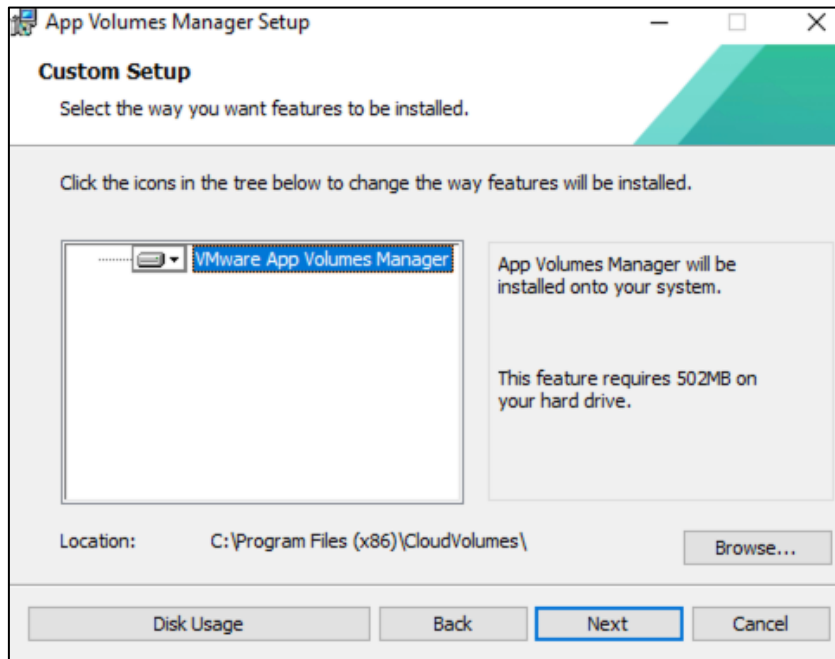 App Volumes Manager Setup
Custom Setup
Select the way you want features to be installed.
Click the icons in the tree below to change the way features will be installed.
VMware App Volumes Manager
App Volumes Manager will be
installed onto your system.
This feature requires 502MB on
your hard drive.
Location: C:\Program Files (x86)\CloudVolumes\
Browse...
Disk Usage Back Next Cancel